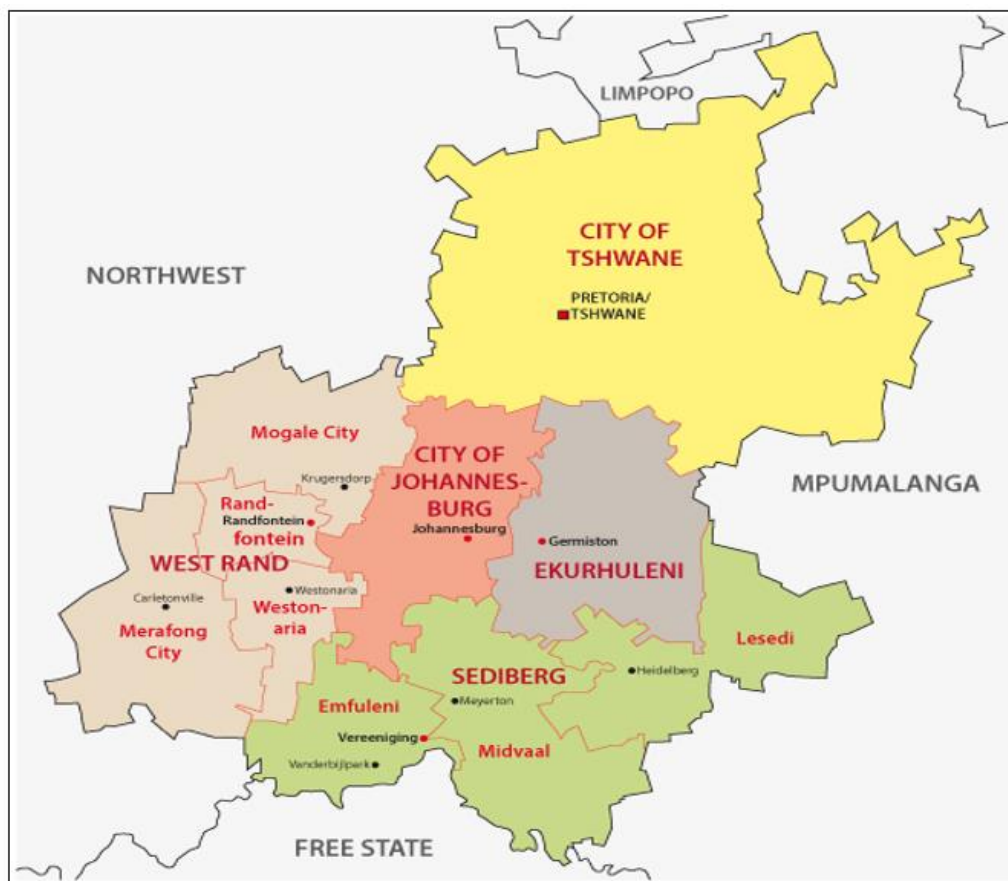 LIMPOPO
CITY OF
TSHWANE
NORTHWEST
PRETORIA/
TSHWANE
Mogale City
CITY OF
JOHANNES-
BURG
Krugersdorp
MPUMALANGA
Rand-
Randfontein
fontein
Johannesburg
Germiston
WEST RAND
EKURHULENI
Westonaria
Carletonville
Weston-
aria
Merafong
City
Lesedi
SEDIBERG
Heidelberg
Emfuleni
Meyerton
Vereeniging
Midvaal
Vanderbijlpark
FREE STATE